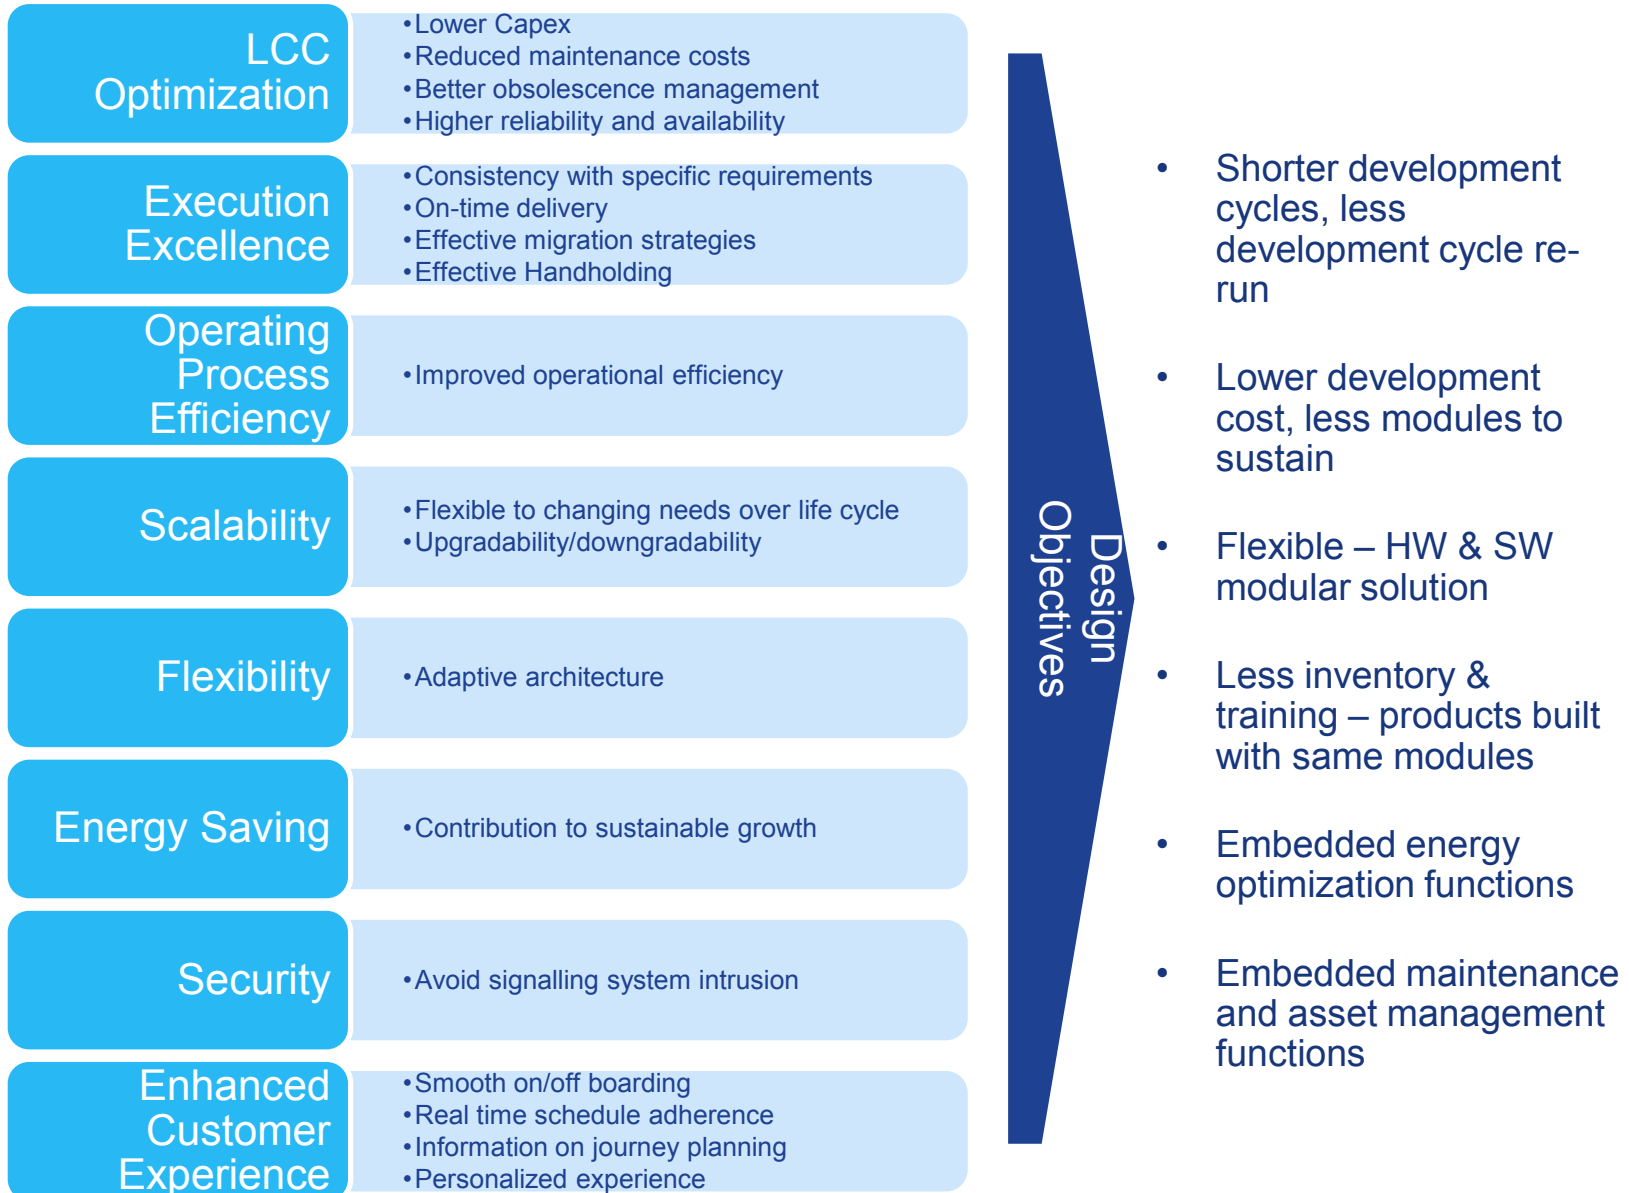 LCC
Optimization
•Lower Capex
•Reduced maintenance costs
•Better obsolescence management
•Higher reliability and availability
Execution
Excellence
•Consistency with specific requirements
•On-time delivery
•Effective migration strategies
•Effective Handholding
Operating
Process
Efficiency
•Improved operational efficiency
Scalability
•Flexible to changing needs over life cycle
•Upgradability/downgradability
Flexibility
•Adaptive architecture
Energy Saving
•Contribution to sustainable growth
Security
•Avoid signalling system intrusion
Enhanced
Customer
Experience
•Smooth on/off boarding
•Real time schedule adherence
•Information on journey planning
•Personalized experience
Design
Objectives
• Shorter development
cycles, less
development cycle re-
run
• Lower development
cost, less modules to
sustain
• Flexible – HW & SW
modular solution
• Less inventory &
training – products built
with same modules
• Embedded energy
optimization functions
• Embedded maintenance
and asset management
functions